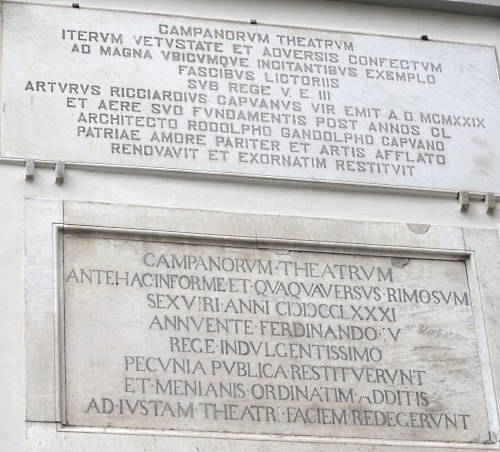 CAMPANORVM THEATRVM
ITERVM VETVSTATE ET ADVERSIS CONFECTVM
AD MAGNA VBICVMQVE INCITANTIBVS EXEMPLO
FASCIBVS LICTORIIS
SVB REGE V. E. III
ARTVRVS RICCIARDIVS CAPVANVS VIR EMIT A.D. MCMXXIX
ET AERE SVO FVNDAMENTIS POST ANNOS CL
ARCHITECTO RODOLPHO GANDOLPHO CAPVANO
PATRIAE AMORE PARITER ET ARTIS AFFLATO
RENOVAVIT ET EXORNATIM RESTITVIT
CAMPANORVM·THEATRVM
ANTEHAC INFORME·ET·QVAQVAVERSVS·RIMOSVM
SEXVIRI·ANNI CIↃIↃCCLXXXI
ANNVENTE·FERDINANDO·IV
REGE·INDVLGENTISSIMO
PECVNIA PVBLICA·RESTITVERVNT
ET·MENIANIS·ORDINATIM·ADDITIS
AD·IVSTAM·THEATRI·FACIEM REDEGERVNT